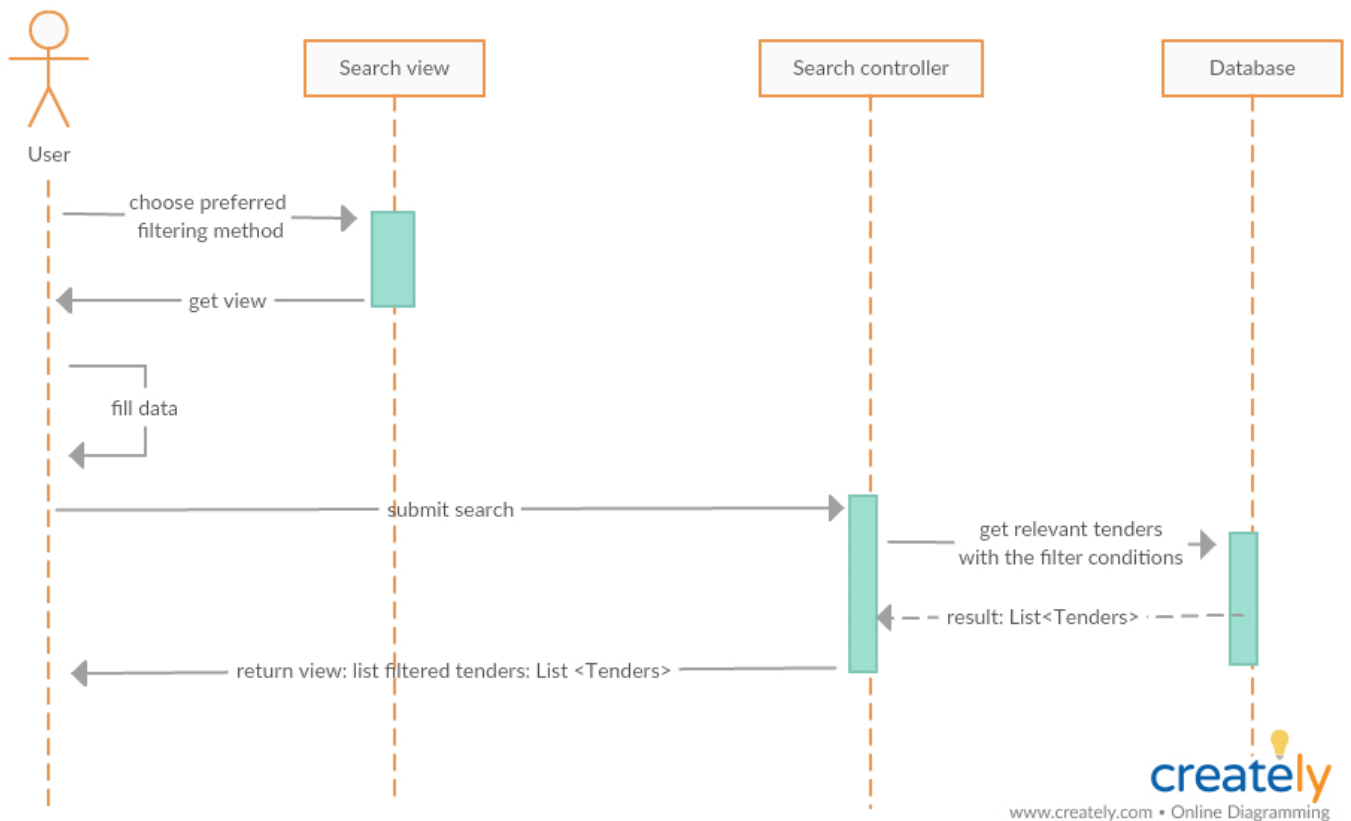 Search view
Search controller
Database
User
choose preferred
filtering method
get view
fill data
submit search
get relevant tenders
with the filter conditions
result: List<Tenders>
return view: list filtered tenders: List <Tenders>
creately
www.creately.com • Online Diagramming